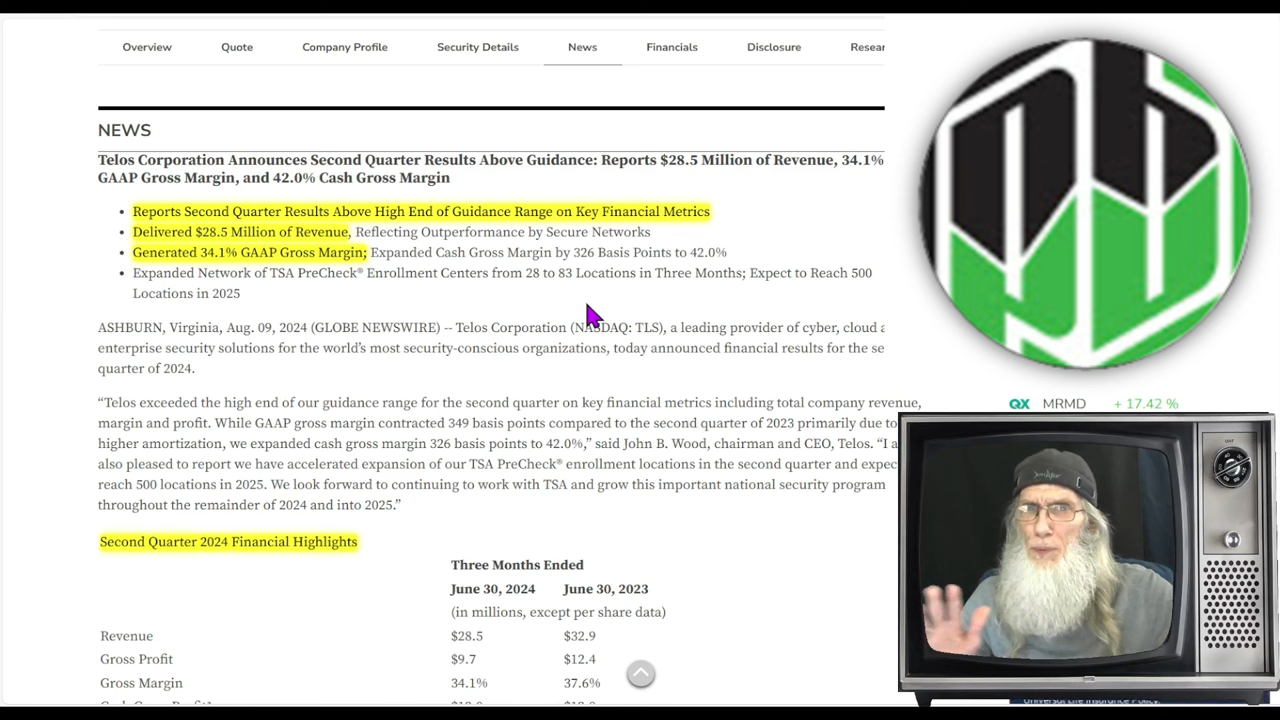 Overview Quote Company Profile Security Details News Financials Disclosure Resear
NEWS
Telos Corporation Announces Second Quarter Results Above Guidance: Reports $28.5 Million of Revenue, 34.1%
GAAP Gross Margin, and 42.0% Cash Gross Margin
• Reports Second Quarter Results Above High End of Guidance Range on Key Financial Metrics
• Delivered $28.5 Million of Revenue, Reflecting Outperformance by Secure Networks
• Generated 34.1% GAAP Gross Margin; Expanded Cash Gross Margin by 326 Basis Points to 42.0%
• Expanded Network of TSA PreCheck® Enrollment Centers from 28 to 83 Locations in Three Months; Expect to Reach 500
Locations in 2025
ASHBURN, Virginia, Aug. 09, 2024 (GLOBE NEWSWIRE) -- Telos Corporation (NASDAQ: TLS), a leading provider of cyber, cloud a
enterprise security solutions for the world's most security-conscious organizations, today announced financial results for the se
quarter of 2024.
“Telos exceeded the high end of our guidance range for the second quarter on key financial metrics including total company revenue,
margin and profit. While GAAP gross margin contracted 349 basis points compared to the second quarter of 2023 primarily due to
higher amortization, we expanded cash gross margin 326 basis points to 42.0%,” said John B. Wood, chairman and CEO, Telos. “I a
also pleased to report we have accelerated expansion of our TSA PreCheck® enrollment locations in the second quarter and expec
reach 500 locations in 2025. We look forward to continuing to work with TSA and grow this important national security program
throughout the remainder of 2024 and into 2025.”
Second Quarter 2024 Financial Highlights
Three Months Ended
June 30, 2024 June 30, 2023
(in millions, except per share data)
Revenue $28.5 $32.9
Gross Profit $9.7 $12.4
Gross Margin 34.1% 37.6%
QX MRMD + 17.42 %
Universal Life Insurance Policy.